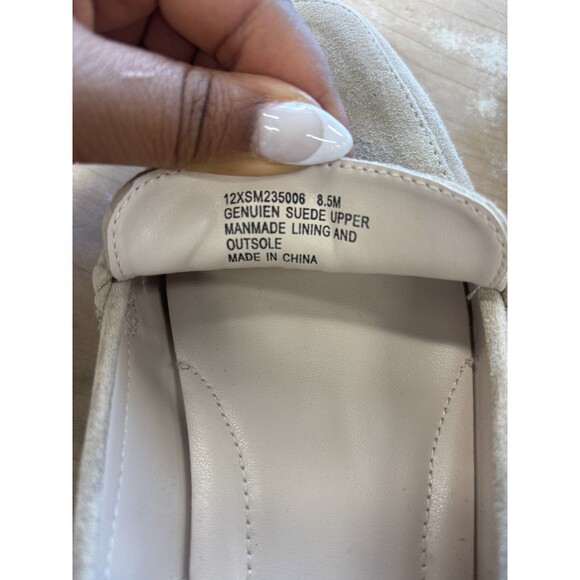 12XSM235006 8.5M
GENUIEN SUEDE UPPER
MANMADE LINING AND
OUTSOLE
MADE IN CHINA